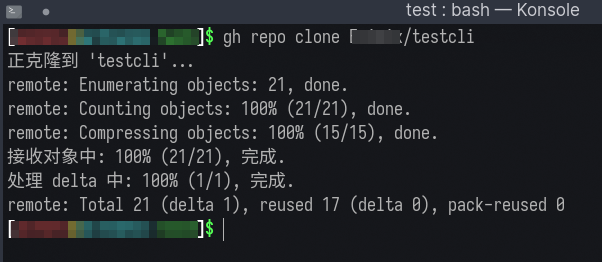 test : bash — Konsole
[ ]$ gh repo clone /testcli
正克隆到 'testcli'...
remote: Enumerating objects: 21, done.
remote: Counting objects: 100% (21/21), done.
remote: Compressing objects: 100% (15/15), done.
接收对象中: 100% (21/21), 完成.
处理 delta 中: 100% (1/1), 完成.
remote: Total 21 (delta 1), reused 17 (delta 0), pack-reused 0
[ ]$